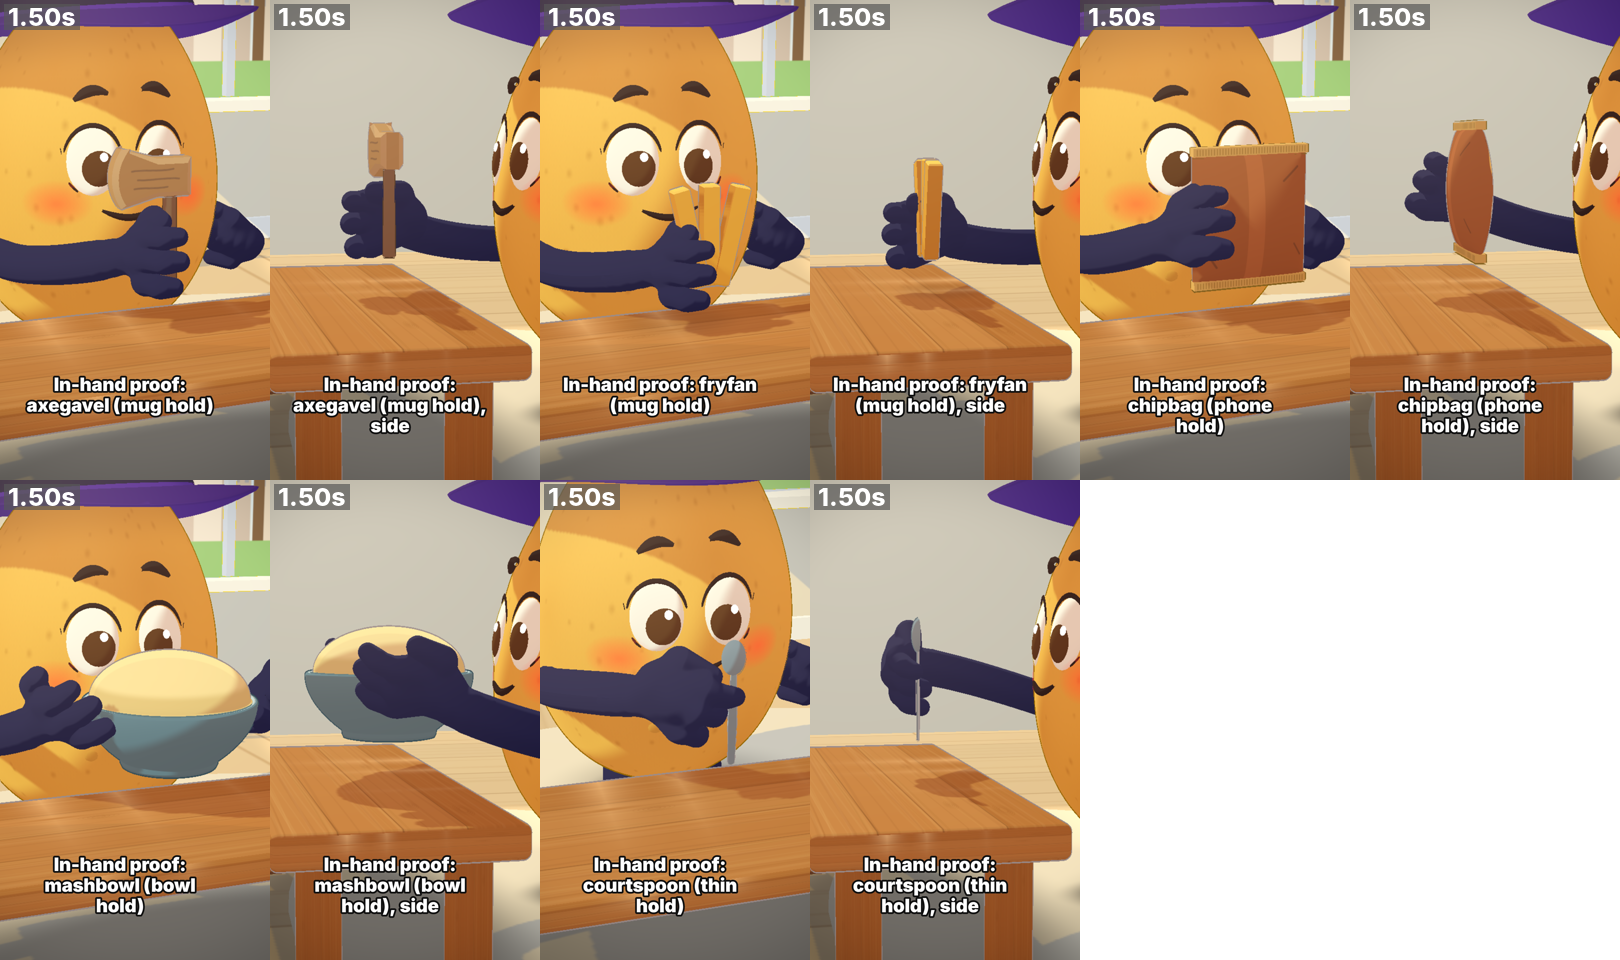 1.50s
1.50s
1.50s
1.50s
1.50s
1.50s
In-hand proof:
axegavel (mug hold)
In-hand proof:
axegavel (mug hold),
side
In-hand proof: fryfan
(mug hold)
In-hand proof: fryfan
(mug hold), side
In-hand proof:
chipbag (phone
hold)
In-hand proof:
chipbag (phone
hold), side
1.50s
1.50s
1.50s
1.50s
In-hand proof:
mashbowl (bowl
hold)
In-hand proof:
mashbowl (bowl
hold), side
In-hand proof:
courtspoon (thin
hold)
In-hand proof:
courtspoon (thin
hold), side